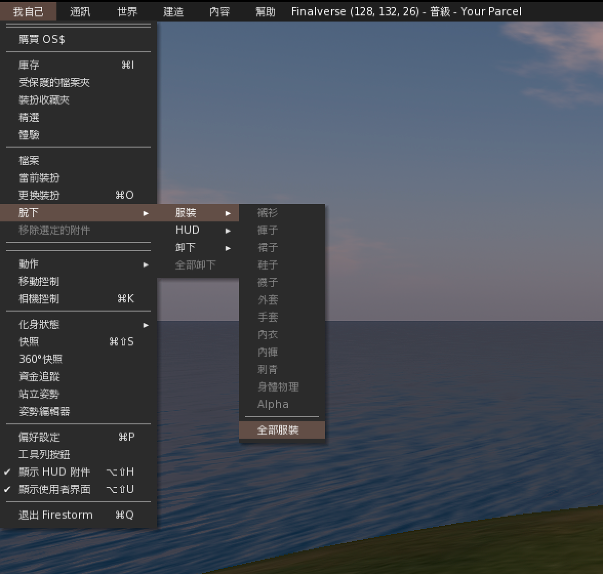 我自己 通訊 世界 建造 內容 幫助 Finalverse (128, 132, 26) - 普級 - Your Parcel
購買 OS$
庫存 ⌘I
受保護的檔案夾
裝扮收藏夾
精選
體驗
檔案
當前裝扮
更換裝扮 ⌘O
脫下 ▸
移除選定的附件
動作 ▸
移動控制
相機控制 ⌘K
化身狀態 ▸
快照 ⌘⇧S
360°快照
資金追蹤
站立姿勢
姿勢編輯器
偏好設定 ⌘P
工具列按鈕
✔ 顯示 HUD 附件 ⌥⇧H
✔ 顯示使用者界面 ⌥⇧U
退出 Firestorm ⌘Q
服裝 ▸
HUD ▸
卸下 ▸
全部卸下
襯衫
褲子
裙子
鞋子
襪子
外套
手套
內衣
內褲
刺青
身體物理
Alpha
全部服裝